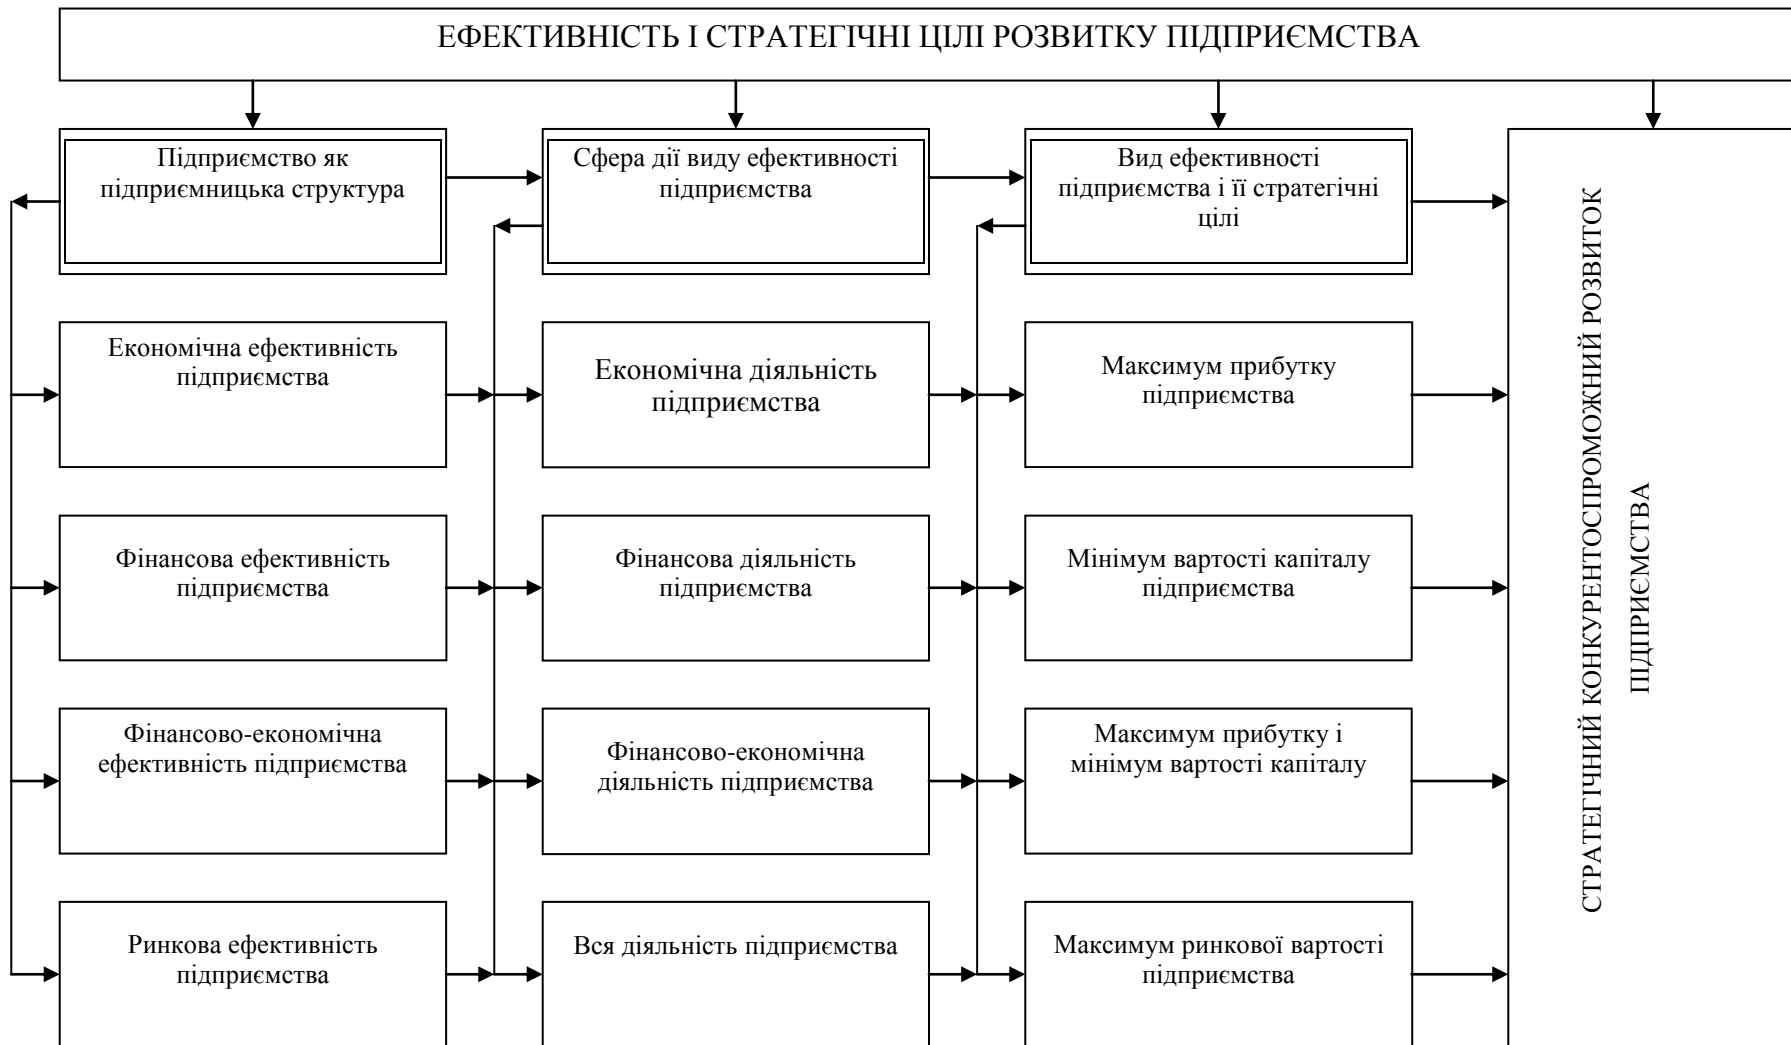 ЕФЕКТИВНІСТЬ І СТРАТЕГІЧНІ ЦІЛІ РОЗВИТКУ ПІДПРИЄМСТВА
Підприємство як
підприємницька структура
Сфера дії виду ефективності
підприємства
Вид ефективності
підприємства і її стратегічні
цілі
Економічна ефективність
підприємства
Економічна діяльність
підприємства
Максимум прибутку
підприємства
Фінансова ефективність
підприємства
Фінансова діяльність
підприємства
Мінімум вартості капіталу
підприємства
Фінансово-економічна
ефективність підприємства
Фінансово-економічна
діяльність підприємства
Максимум прибутку і
мінімум вартості капіталу
Ринкова ефективність
підприємства
Вся діяльність підприємства
Максимум ринкової вартості
підприємства
СТРАТЕГІЧНИЙ КОНКУРЕНТОСПРОМОЖНИЙ РОЗВИТОК
ПІДПРИЄМСТВА